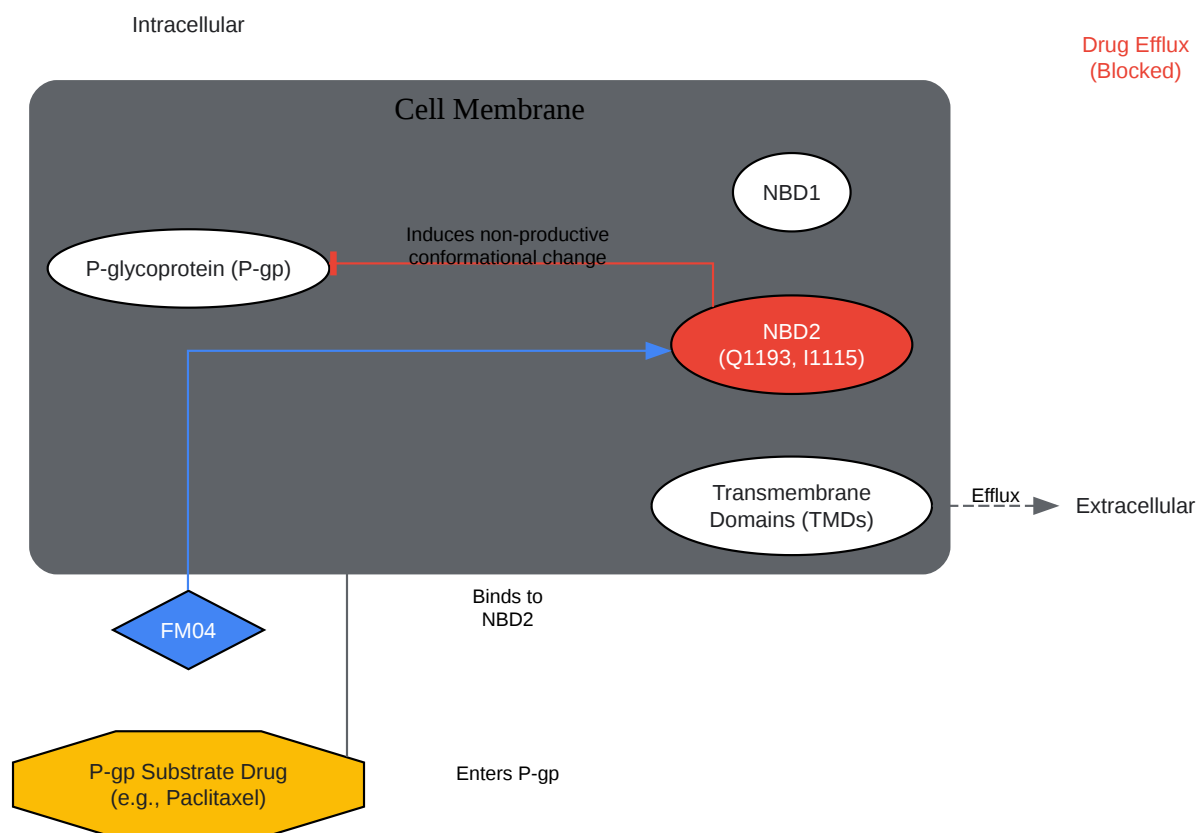 Intracellular
Drug Efflux
(Blocked)
Cell Membrane
NBD1
Induces non-productive
conformational change
P-glycoprotein (P-gp)
NBD2
(Q1193, I1115)
Transmembrane
Domains (TMDs)
Efflux
Extracellular
Binds to
NBD2
FM04
P-gp Substrate Drug
(e.g., Paclitaxel)
Enters P-gp